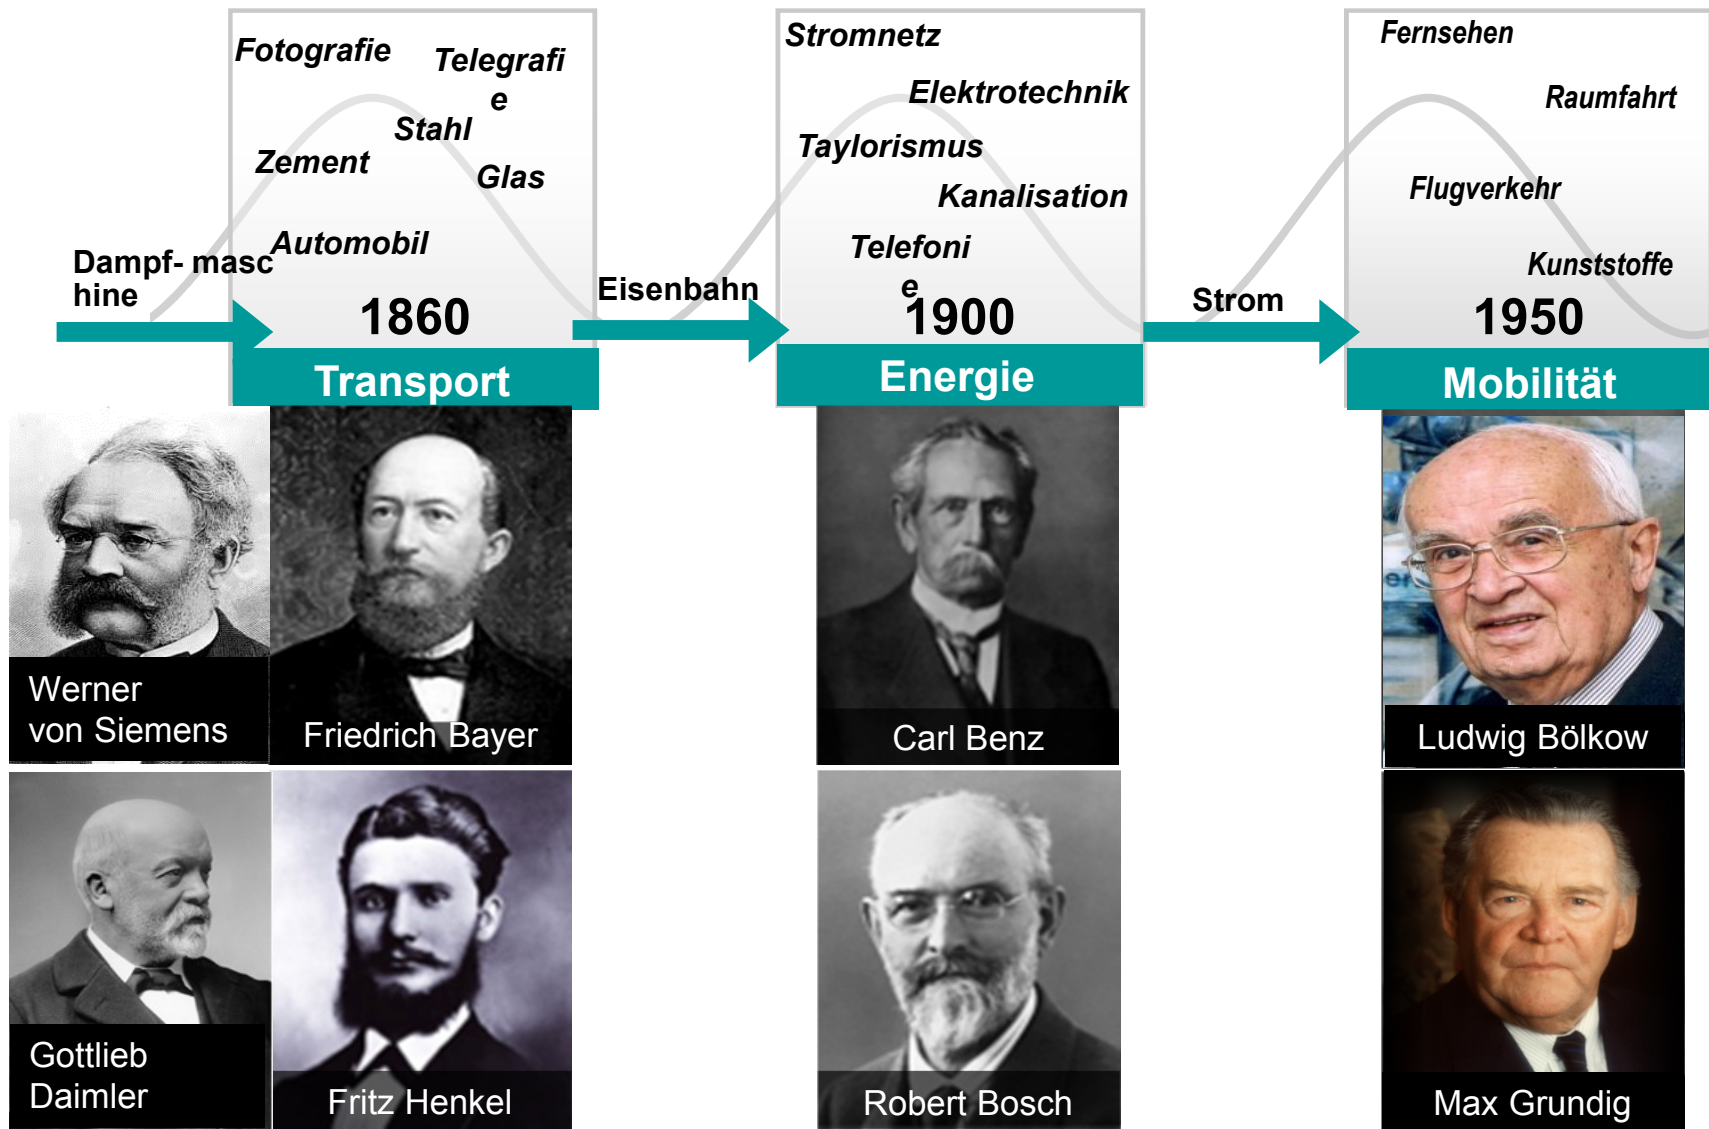 Fotografie
Telegrafi
e
Stahl
Zement
Glas
Automobil
Dampf- masc
hine
1860
Transport
Eisenbahn
Stromnetz
Elektrotechnik
Taylorismus
Kanalisation
Telefoni
e
1900
Energie
Strom
Fernsehen
Raumfahrt
Flugverkehr
Kunststoffe
1950
Mobilität
Werner
von Siemens
Friedrich Bayer
Carl Benz
Ludwig Bölkow
Gottlieb
Daimler
Fritz Henkel
Robert Bosch
Max Grundig